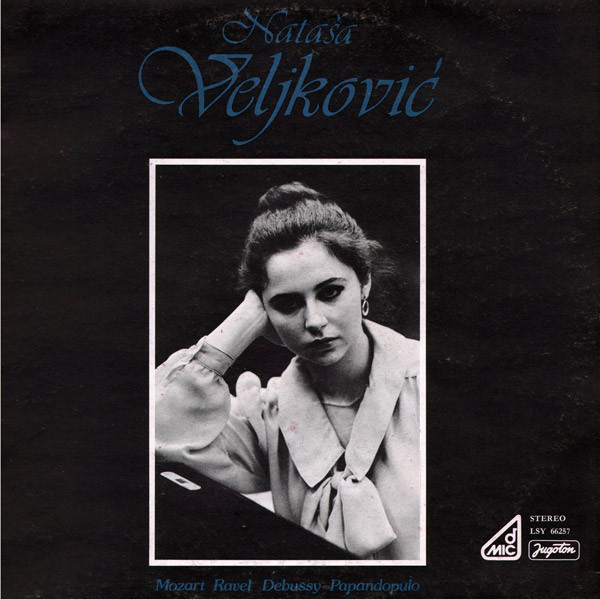 Nataša
Veljković
STEREO
LSY 66257
d
MIC
Jugoton
Mozart Ravel Debussy Papandopulo